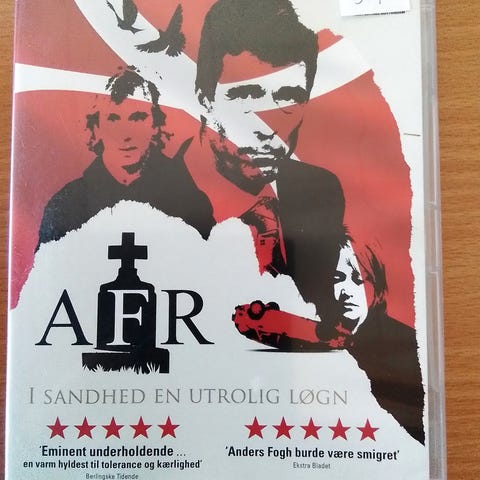 AFR
I SANDHED EN UTROLIG LØGN
'Eminent underholdende ...
en varm hyldest til tolerance og kærlighed'
Berlingske Tidende
'Anders Fogh burde være smigret'
Ekstra Bladet